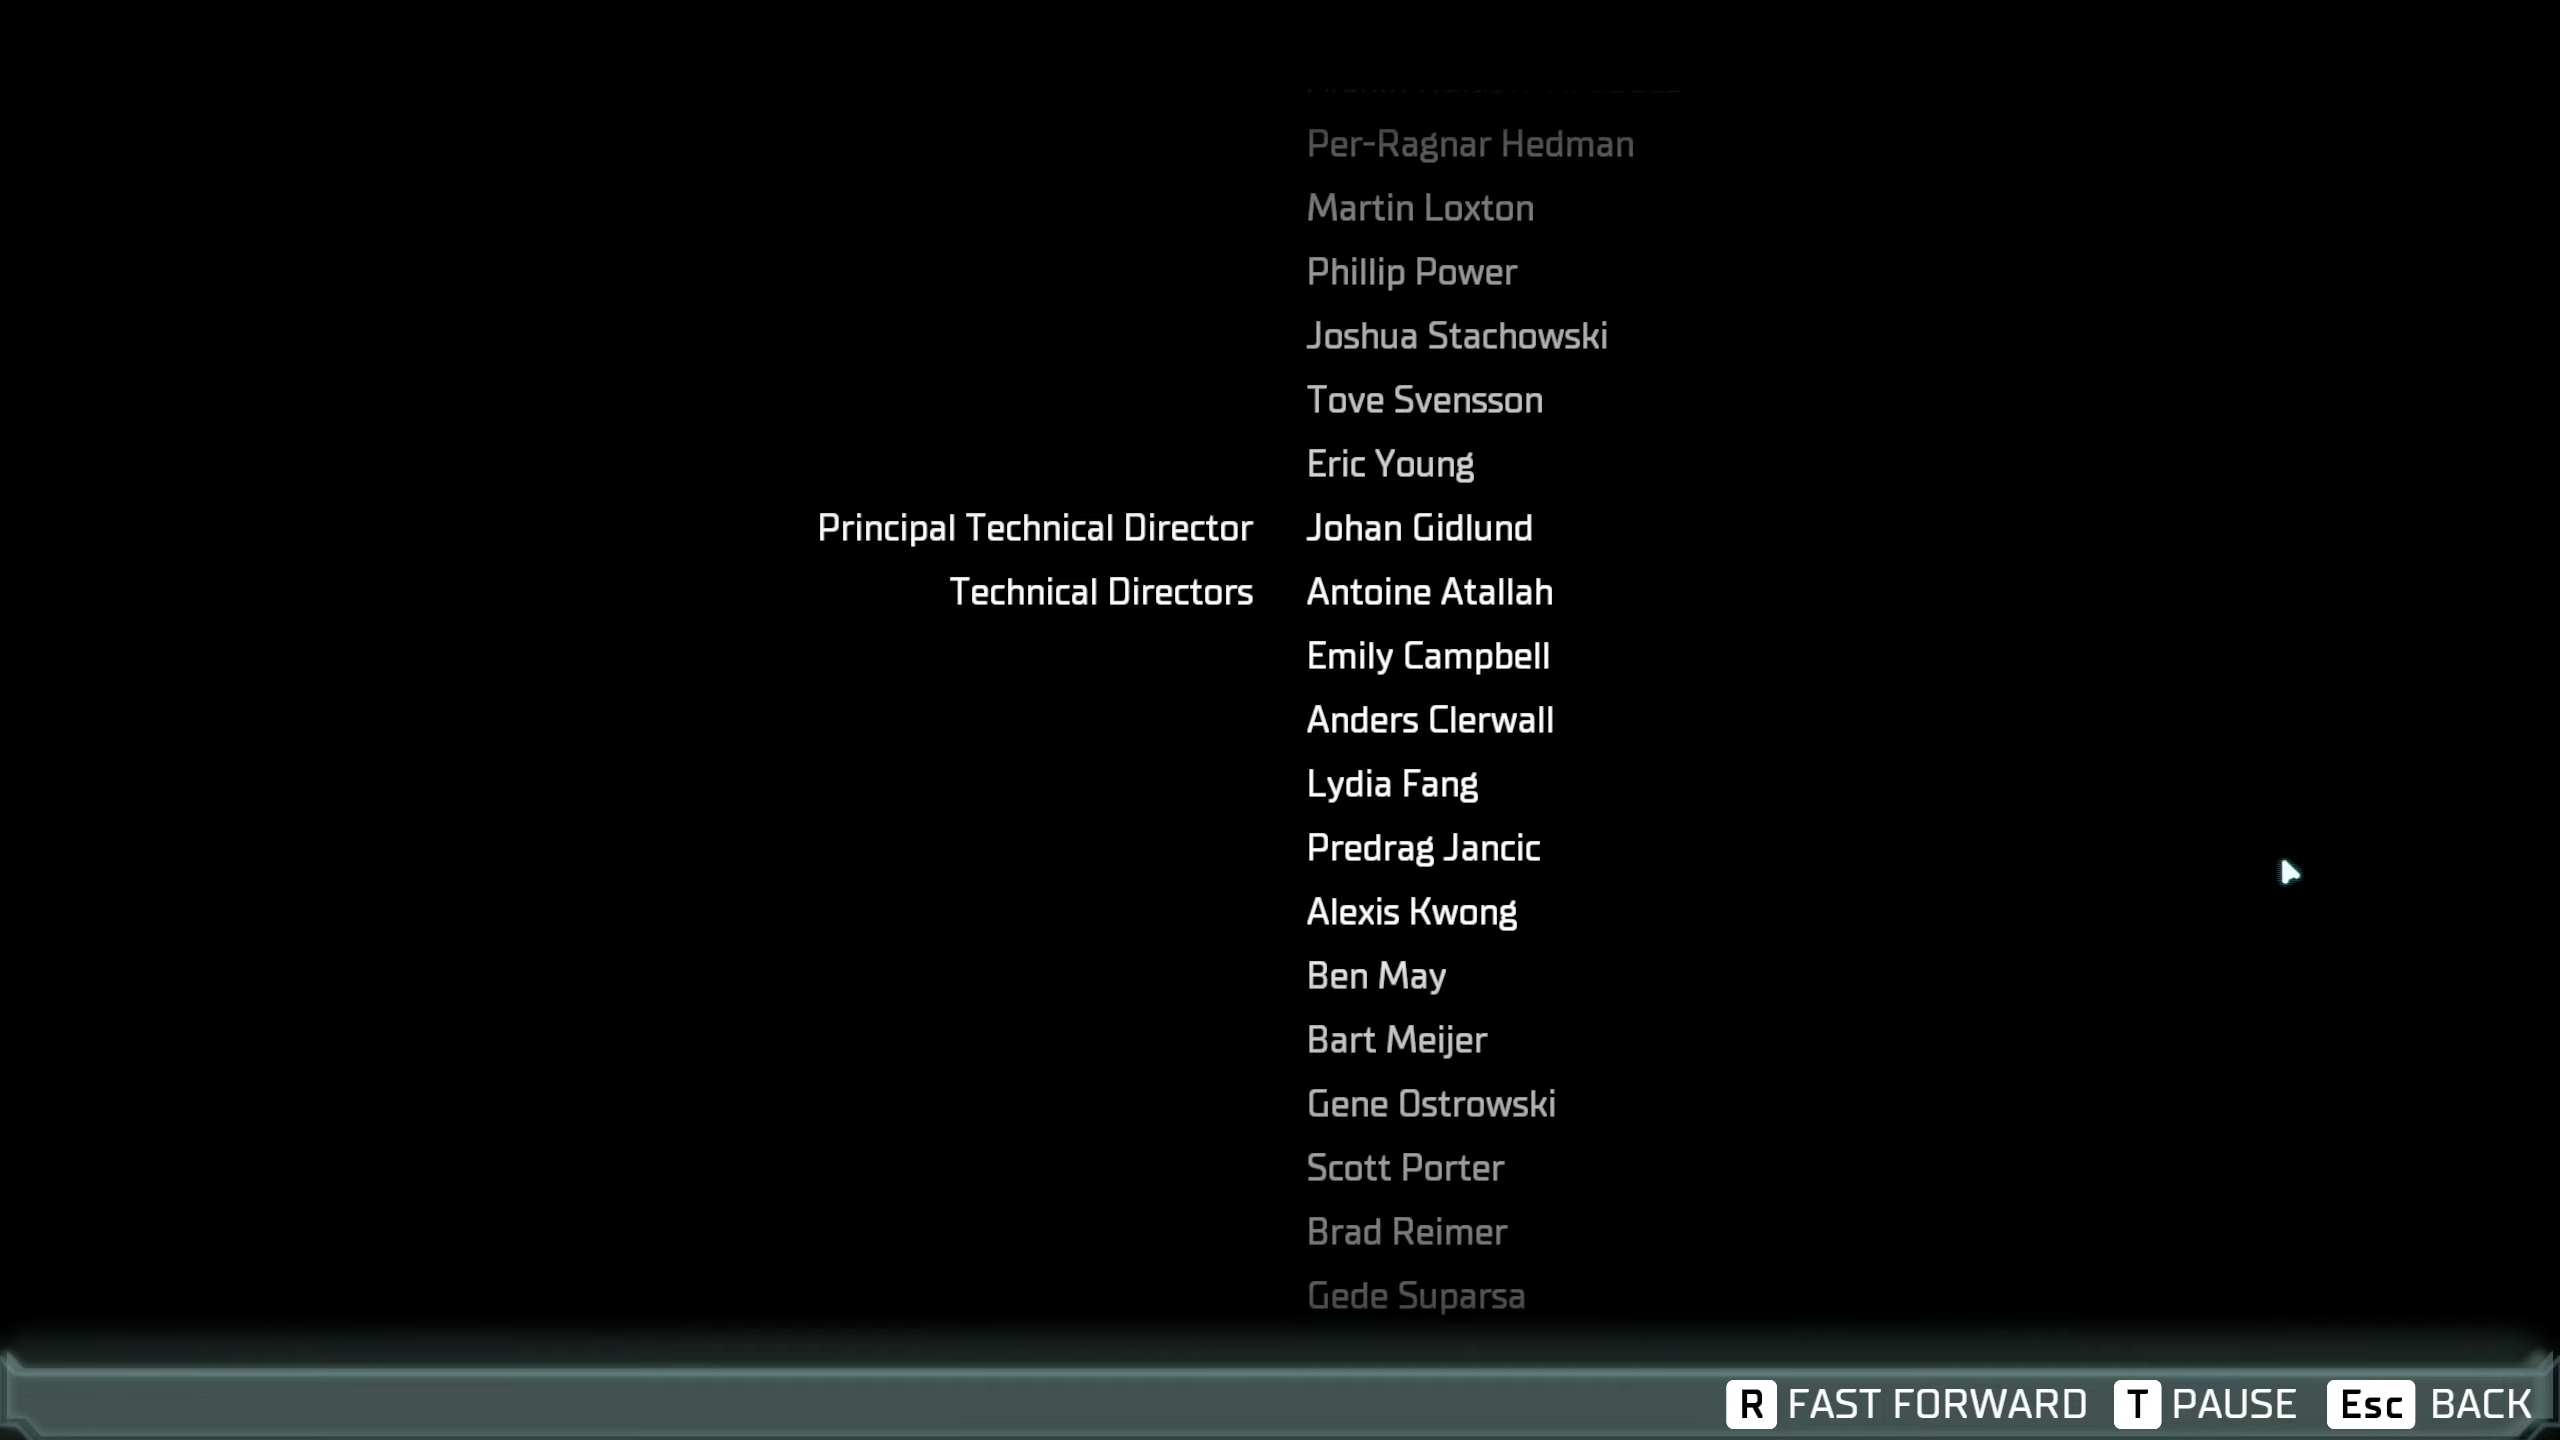 Per-Ragnar Hedman
Martin Loxton
Phillip Power
Joshua Stachowski
Tove Svensson
Eric Young
Principal Technical Director Johan Gidlund
Technical Directors Antoine Atallah
Emily Campbell
Anders Clerwall
Lydia Fang
Predrag Jancic
Alexis Kwong
Ben May
Bart Meijer
Gene Ostrowski
Scott Porter
Brad Reimer
Gede Suparsa
R FAST FORWARD T PAUSE Esc BACK